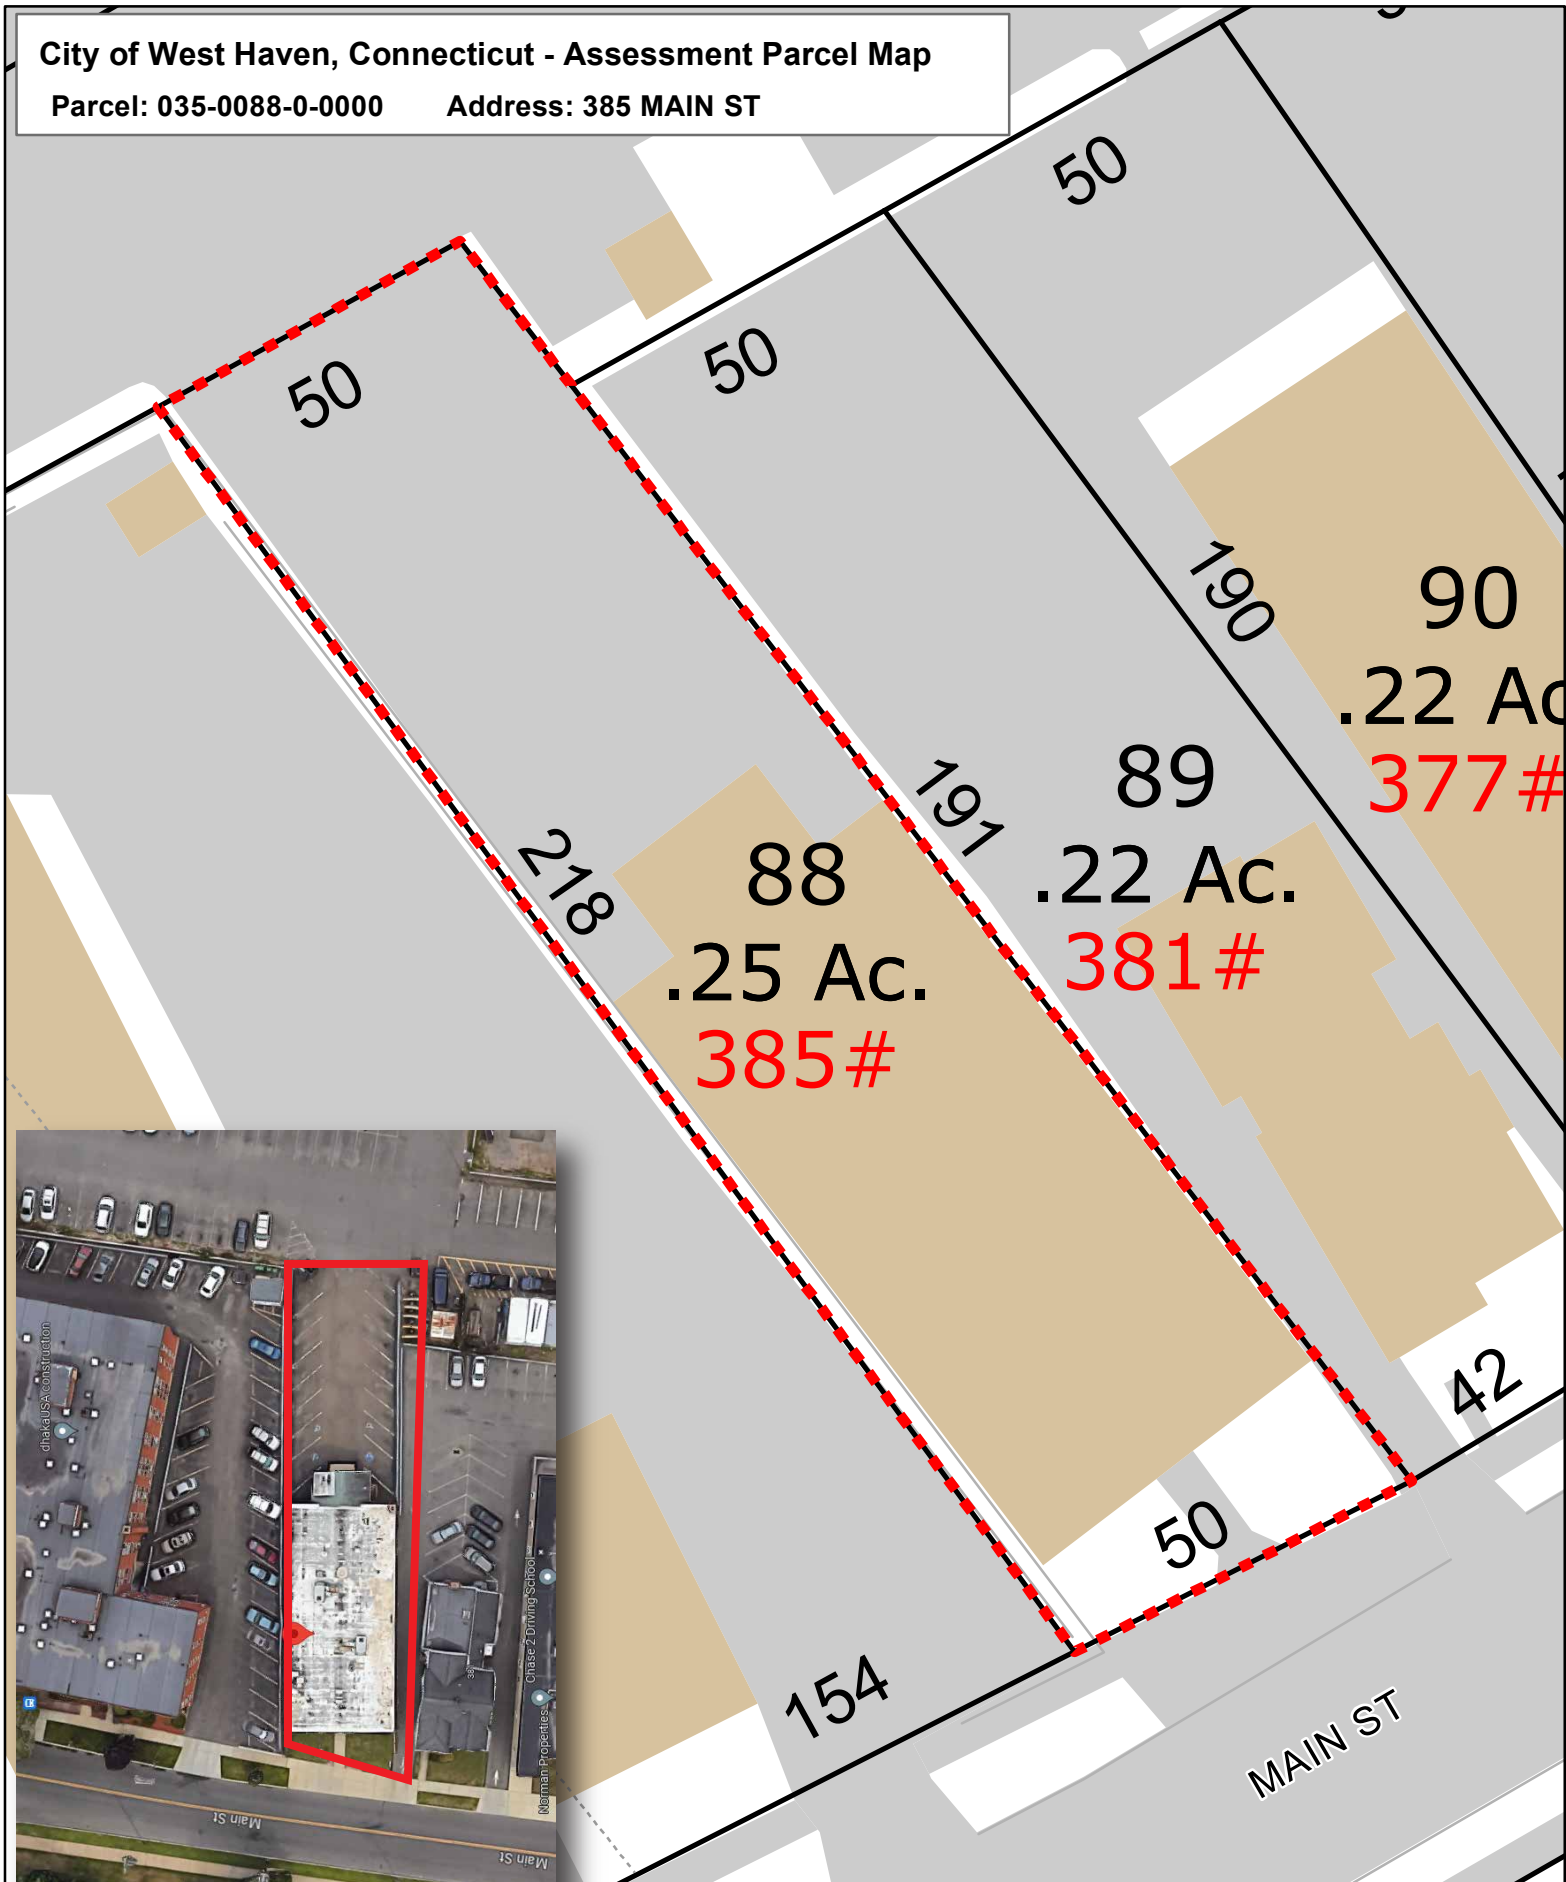 City of West Haven, Connecticut - Assessment Parcel Map
Parcel: 035-0088-0-0000 Address: 385 MAIN ST
50
50
50
190
90
.22 Ac
377#
191
89
.22 Ac.
381#
218
88
.25 Ac.
385#
42
50
154
MAIN ST
dhakaUSA construction
Chase 2 Driving School
Norman Properties
Main St
Main St